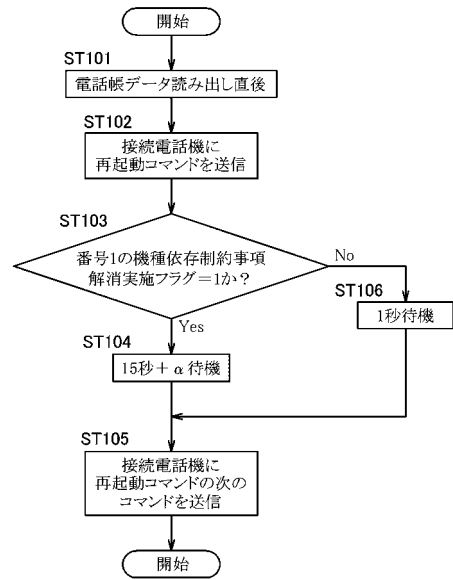 開始
ST101
電話帳データ読み出し直後
ST102
接続電話機に
再起動コマンドを送信
ST103
番号1の機種依存制約事項
解消実施フラグ=1か?
No
Yes
ST106
1秒待機
ST104
15秒+α待機
ST105
接続電話機に
再起動コマンドの次の
コマンドを送信
開始